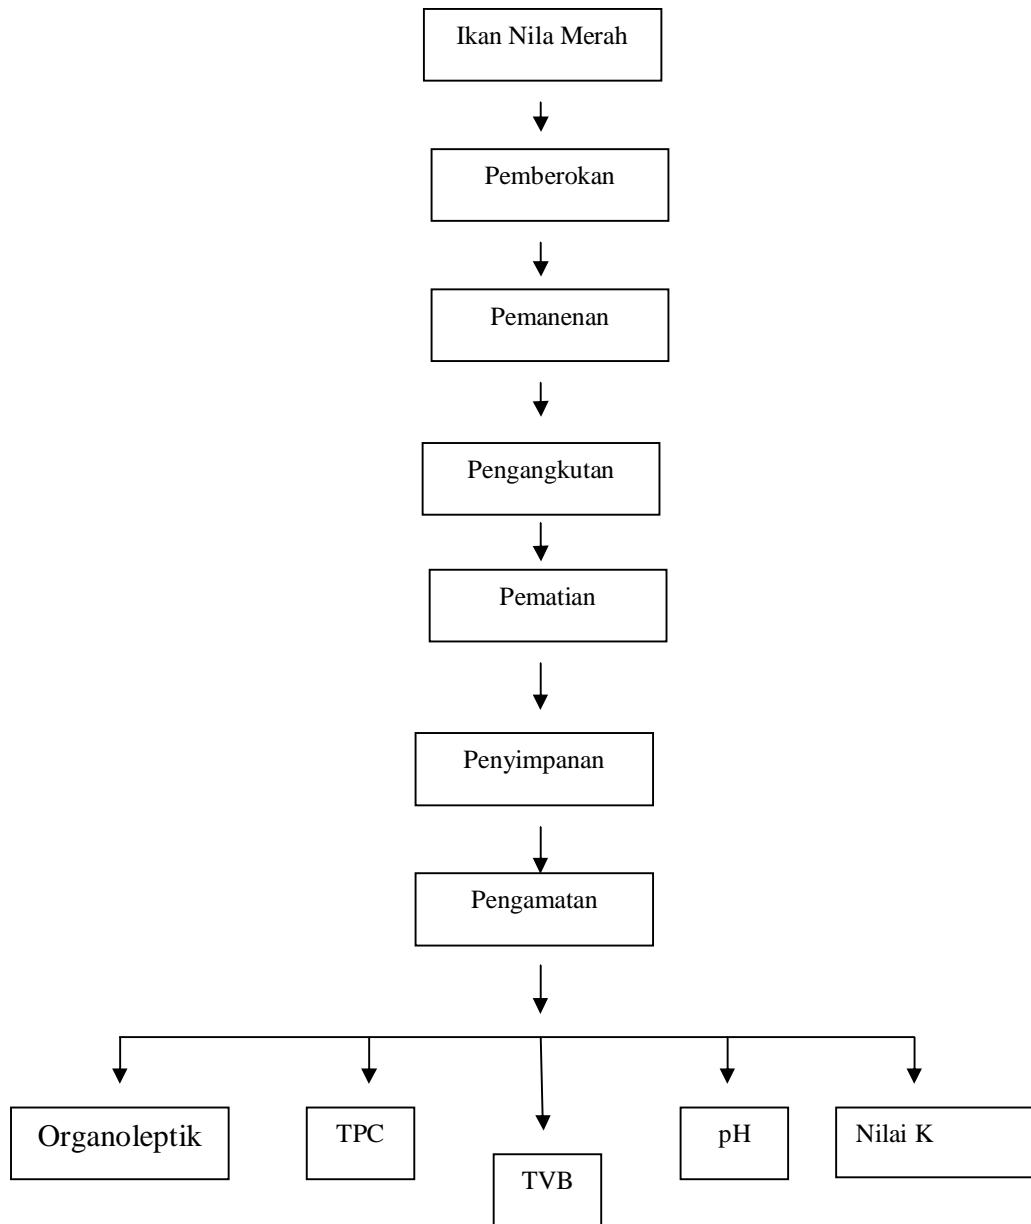 Ikan Nila Merah
Pemberokan
Pemanenan
Pengangkutan
Pematian
Penyimpanan
Pengamatan
Organoleptik
TPC
TVB
pH
Nilai K